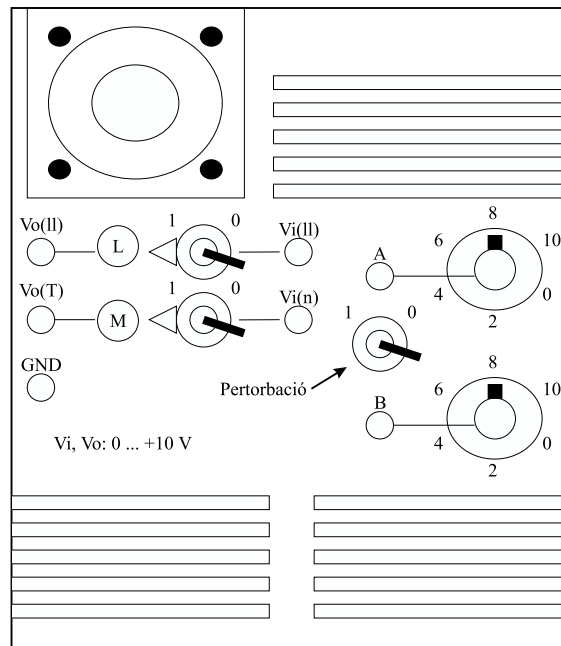 8
6 10
4 0
2
A
Vo(ll) L 1 0 Vi(ll)
Vo(T) M 1 0 Vi(n)
GND
1 0
Pertorbació
8
6 10
4 0
2
B
Vi, Vo: 0 ... +10 V